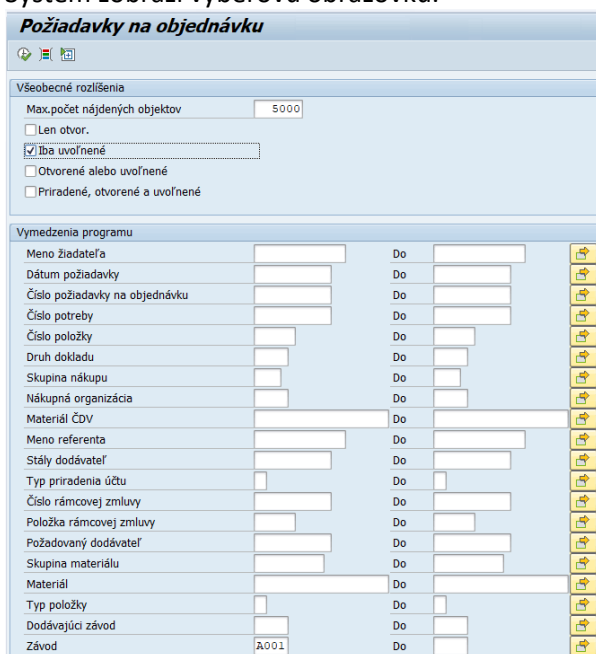 Systém zobrazí výberovú obrazovku.
Požiadavky na objednávku
Všeobecné rozlíšenia
Max.počet nájdených objektov 5000
Len otvor.
Iba uvoľnené
Otvorené alebo uvoľnené
Priradené, otvorené a uvoľnené
Vymedzenia programu
Meno žiadateľa Do
Dátum požiadavky Do
Číslo požiadavky na objednávku Do
Číslo potreby Do
Číslo položky Do
Druh dokladu Do
Skupina nákupu Do
Nákupná organizácia Do
Materiál ČDV Do
Meno referenta Do
Stály dodávateľ Do
Typ priradenia účtu Do
Číslo rámcovej zmluvy Do
Položka rámcovej zmluvy Do
Požadovaný dodávateľ Do
Skupina materiálu Do
Materiál Do
Typ položky Do
Dodávajúci závod Do
Závod A001 Do